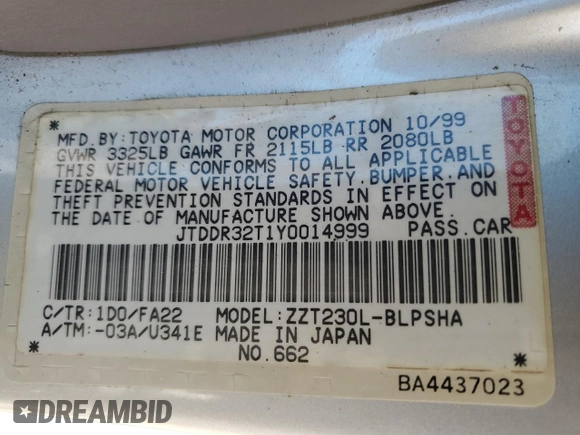 MFD. BY: TOYOTA MOTOR CORPORATION 10/99
GVWR 3325LB GAWR FR 2115LB RR 2080LB
THIS VEHICLE CONFORMS TO ALL APPLICABLE
FEDERAL MOTOR VEHICLE SAFETY, BUMPER, AND
THEFT PREVENTION STANDARDS IN EFFECT ON
THE DATE OF MANUFACTURE SHOWN ABOVE.
JTDDR32T1Y0014999 PASS.CAR
TOYOTA
C/TR: 1D0/FA22 MODEL: ZZT230L-BLPSHA
A/TM: -03A/U341E MADE IN JAPAN
NO.662
BA4437023
DREAMBID